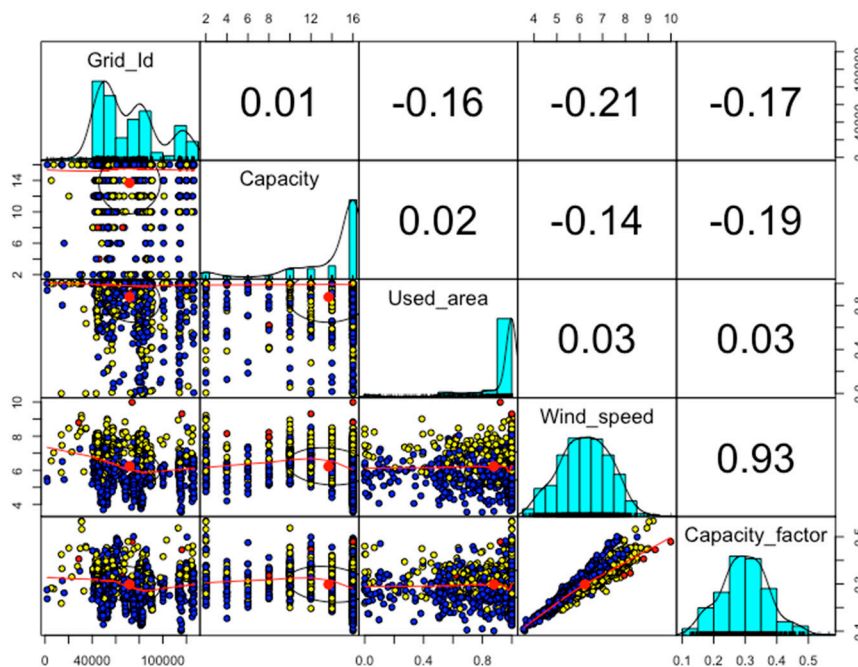 2 4 6 8 12 16 4 5 6 7 8 9 10
Grid_Id
0.01 -0.16 -0.21 -0.17
14
10
6
2
Capacity
0.02 -0.14 -0.19
Used_area
0.03 0.03
10
8
6
4
Wind_speed
0.93
Capacity_factor
0 40000 100000 0.0 0.4 0.8 0.1 0.2 0.3 0.4 0.5